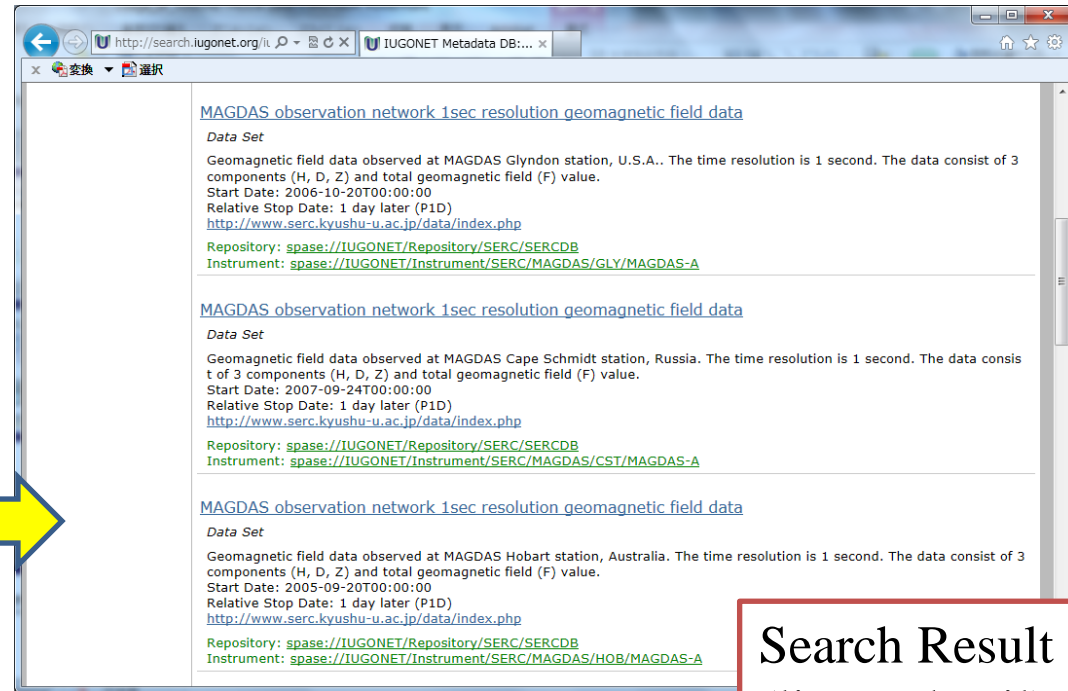 http://search.iugonet.org/iu
IUGONET Metadata DB:...
変換 選択
MAGDAS observation network 1sec resolution geomagnetic field data
Data Set
Geomagnetic field data observed at MAGDAS Glyndon station, U.S.A.. The time resolution is 1 second. The data consist of 3
components (H, D, Z) and total geomagnetic field (F) value.
Start Date: 2006-10-20T00:00:00
Relative Stop Date: 1 day later (P1D)
http://www.serc.kyushu-u.ac.jp/data/index.php
Repository: spase://IUGONET/Repository/SERC/SERCDB
Instrument: spase://IUGONET/Instrument/SERC/MAGDAS/GLY/MAGDAS-A
MAGDAS observation network 1sec resolution geomagnetic field data
Data Set
Geomagnetic field data observed at MAGDAS Cape Schmidt station, Russia. The time resolution is 1 second. The data consis
t of 3 components (H, D, Z) and total geomagnetic field (F) value.
Start Date: 2007-09-24T00:00:00
Relative Stop Date: 1 day later (P1D)
http://www.serc.kyushu-u.ac.jp/data/index.php
Repository: spase://IUGONET/Repository/SERC/SERCDB
Instrument: spase://IUGONET/Instrument/SERC/MAGDAS/CST/MAGDAS-A
MAGDAS observation network 1sec resolution geomagnetic field data
Data Set
Geomagnetic field data observed at MAGDAS Hobart station, Australia. The time resolution is 1 second. The data consist of 3
components (H, D, Z) and total geomagnetic field (F) value.
Start Date: 2005-09-20T00:00:00
Relative Stop Date: 1 day later (P1D)
http://www.serc.kyushu-u.ac.jp/data/index.php
Repository: spase://IUGONET/Repository/SERC/SERCDB
Instrument: spase://IUGONET/Instrument/SERC/MAGDAS/HOB/MAGDAS-A
Search Result